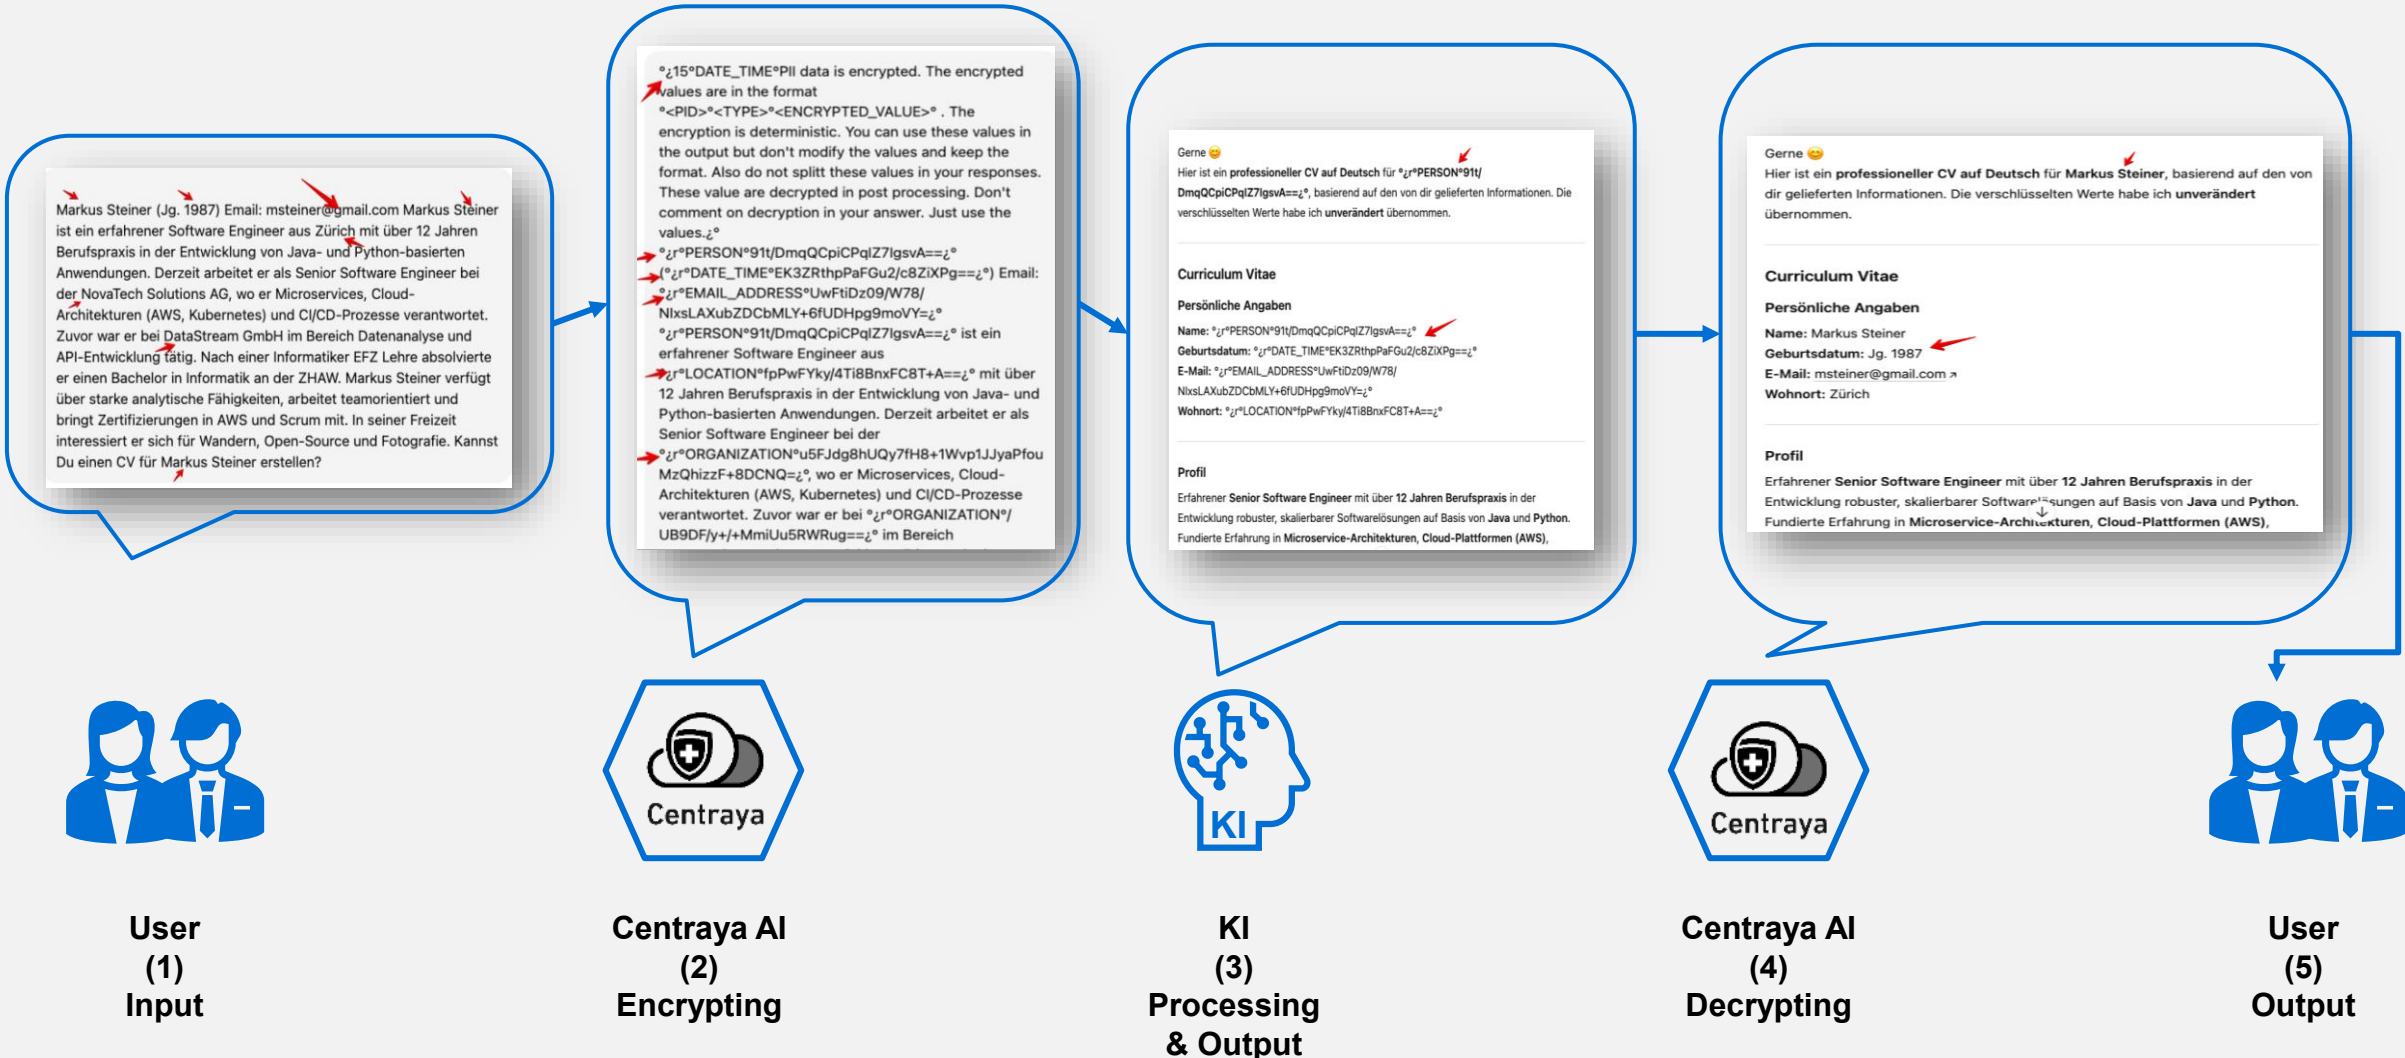 Markus Steiner (Jg. 1987) Email: msteiner@gmail.com Markus Steiner
ist ein erfahrener Software Engineer aus Zürich mit über 12 Jahren
Berufspraxis in der Entwicklung von Java- und Python-basierten
Anwendungen. Derzeit arbeitet er als Senior Software Engineer bei
der NovaTech Solutions AG, wo er Microservices, Cloud-
Architekturen (AWS, Kubernetes) und CI/CD-Prozesse verantwortet.
Zuvor war er bei DataStream GmbH im Bereich Datenanalyse und
API-Entwicklung tätig. Nach einer Informatiker EFZ Lehre absolvierte
er einen Bachelor in Informatik an der ZHAW. Markus Steiner verfügt
über starke analytische Fähigkeiten, arbeitet teamorientiert und
bringt Zertifizierungen in AWS und Scrum mit. In seiner Freizeit
interessiert er sich für Wandern, Open-Source und Fotografie. Kannst
Du einen CV für Markus Steiner erstellen?
°¿15°DATE_TIME°PII data is encrypted. The encrypted
values are in the format
°<PID>°<TYPE>°<ENCRYPTED_VALUE>° . The
encryption is deterministic. You can use these values in
the output but don't modify the values and keep the
format. Also do not splitt these values in your responses.
These value are decrypted in post processing. Don't
comment on decryption in your answer. Just use the
values.¿°
°¿r°PERSON°91t/DmqQCpiCPqlZ7lgsvA==¿°
(°¿r°DATE_TIME°EK3ZRthpPaFGu2/c8ZiXPg==¿°) Email:
°¿r°EMAIL_ADDRESS°UwFtiDz09/W78/
NlxsLAXubZDCbMLY+6fUDHpg9moVY=¿°
°¿r°PERSON°91t/DmqQCpiCPqlZ7lgsvA==¿° ist ein
erfahrener Software Engineer aus
°¿r°LOCATION°fpPwFYky/4Ti8BnxFC8T+A==¿° mit über
12 Jahren Berufspraxis in der Entwicklung von Java- und
Python-basierten Anwendungen. Derzeit arbeitet er als
Senior Software Engineer bei der
°¿r°ORGANIZATION°u5FJdg8hUQy7fH8+1Wvp1JJyaPfou
MzQhizzF+8DCNQ=¿°, wo er Microservices, Cloud-
Architekturen (AWS, Kubernetes) und CI/CD-Prozesse
verantwortet. Zuvor war er bei °¿r°ORGANIZATION°/
UB9DF/y+/+MmiUu5RWRug==¿° im Bereich
Gerne 😊
Hier ist ein professioneller CV auf Deutsch für °¿r°PERSON°91t/
DmqQCpiCPqlZ7lgsvA==¿°, basierend auf den von dir gelieferten Informationen. Die
verschlüsselten Werte habe ich unverändert übernommen.
Curriculum Vitae
Persönliche Angaben
Name: °¿r°PERSON°91t/DmqQCpiCPqlZ7lgsvA==¿°
Geburtsdatum: °¿r°DATE_TIME°EK3ZRthpPaFGu2/c8ZiXPg==¿°
E-Mail: °¿r°EMAIL_ADDRESS°UwFtiDz09/W78/
NlxsLAXubZDCbMLY+6fUDHpg9moVY=¿°
Wohnort: °¿r°LOCATION°fpPwFYky/4Ti8BnxFC8T+A==¿°
Profil
Erfahrener Senior Software Engineer mit über 12 Jahren Berufspraxis in der
Entwicklung robuster, skalierbarer Softwarelösungen auf Basis von Java und Python.
Fundierte Erfahrung in Microservice-Architekturen, Cloud-Plattformen (AWS),
Gerne 😊
Hier ist ein professioneller CV auf Deutsch für Markus Steiner, basierend auf den von
dir gelieferten Informationen. Die verschlüsselten Werte habe ich unverändert
übernommen.
Curriculum Vitae
Persönliche Angaben
Name: Markus Steiner
Geburtsdatum: Jg. 1987
E-Mail: msteiner@gmail.com
Wohnort: Zürich
Profil
Erfahrener Senior Software Engineer mit über 12 Jahren Berufspraxis in der
Entwicklung robuster, skalierbarer Softwarelösungen auf Basis von Java und Python.
Fundierte Erfahrung in Microservice-Architekturen, Cloud-Plattformen (AWS),
Centraya
KI
Centraya
User
(1)
Input
Centraya AI
(2)
Encrypting
KI
(3)
Processing
& Output
Centraya AI
(4)
Decrypting
User
(5)
Output